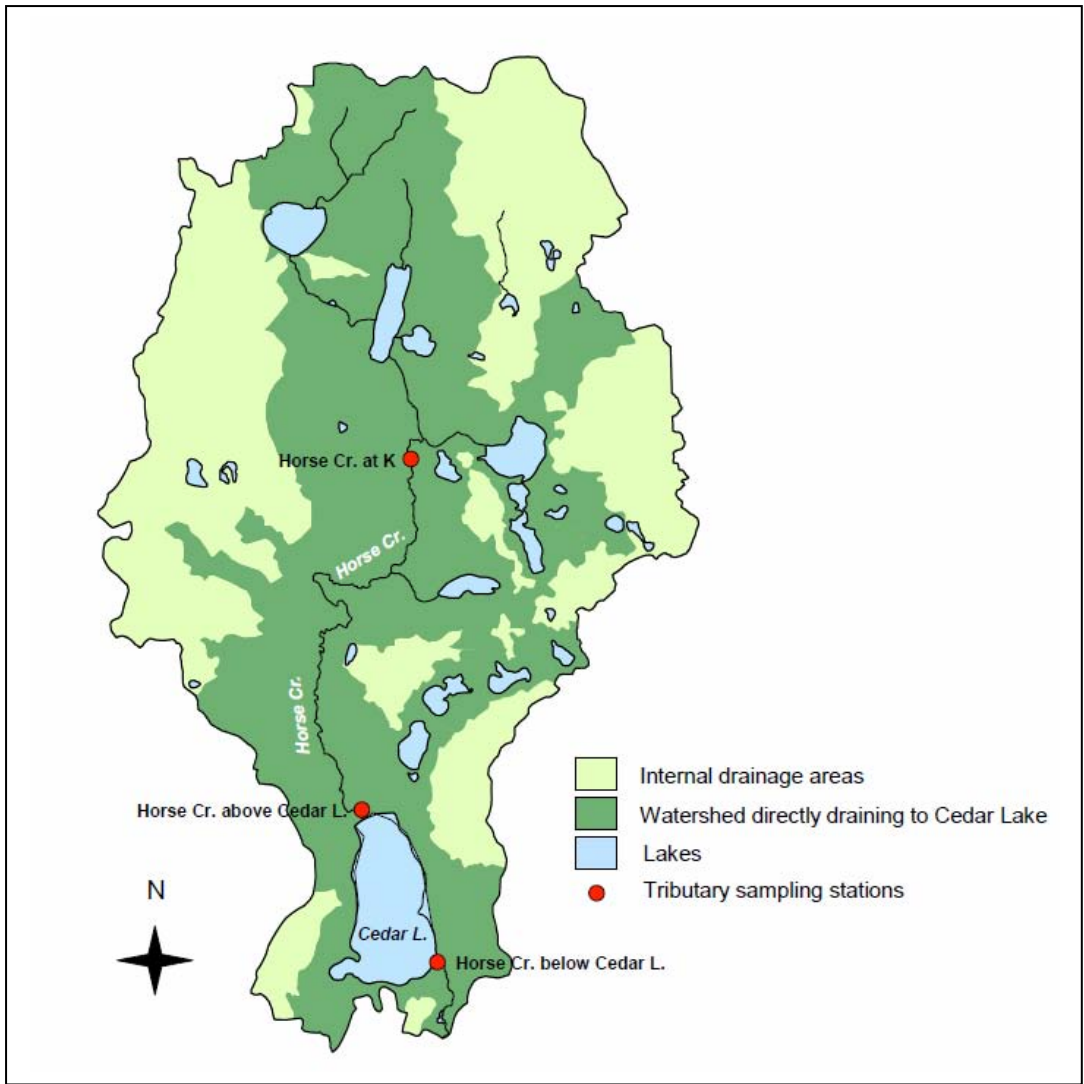 Horse Cr. at K
Horse Cr.
Horse Cr.
Internal drainage areas
Watershed directly draining to Cedar Lake
Horse Cr. above Cedar L.
Lakes
N
Tributary sampling stations
Cedar L.
Horse Cr. below Cedar L.